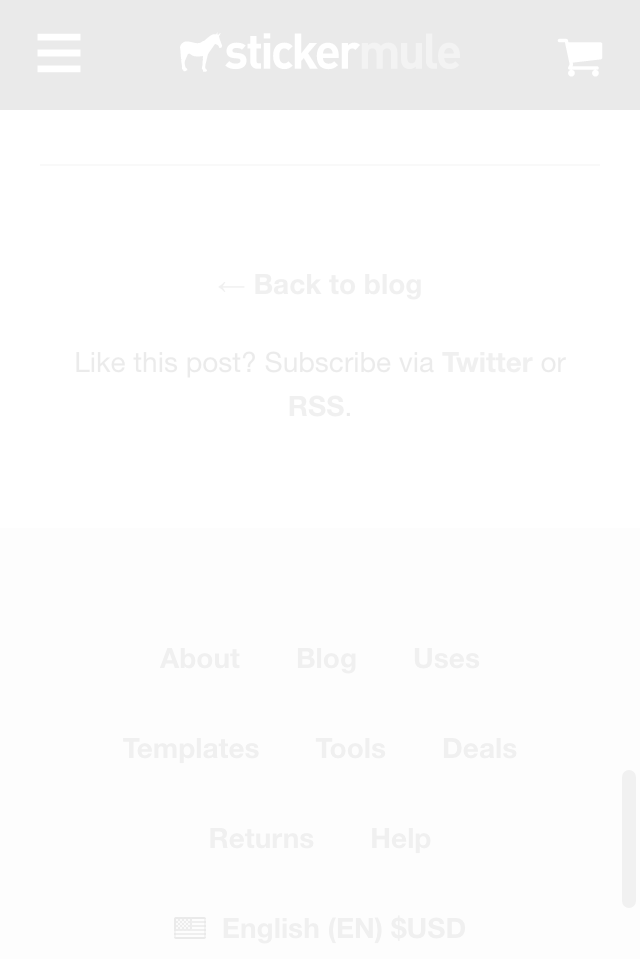 stickermule
← Back to blog
Like this post? Subscribe via Twitter or
RSS.
About Blog Uses
Templates Tools Deals
Returns Help
English (EN) $USD